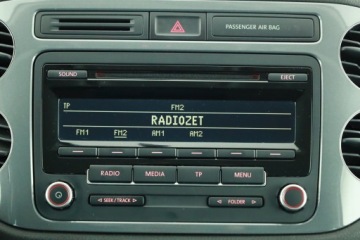 PASSENGER AIR BAG
SOUND
EJECT
TP FM2
RADIOZET
FM1 FM2 AM1 AM2
RADIO MEDIA TP MENU
SEEK / TRACK
FOLDER